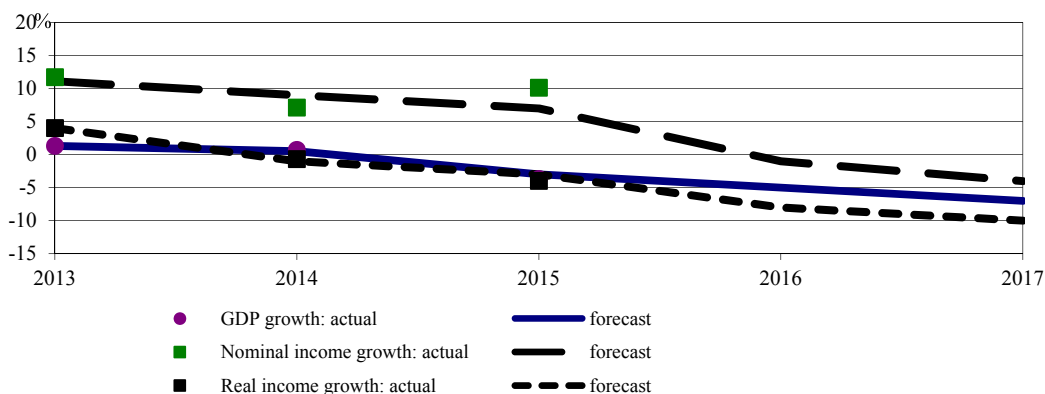 20%
15
10
5
0
-5
-10
-15
2013 2014 2015 2016 2017
GDP growth: actual forecast
Nominal income growth: actual forecast
Real income growth: actual forecast